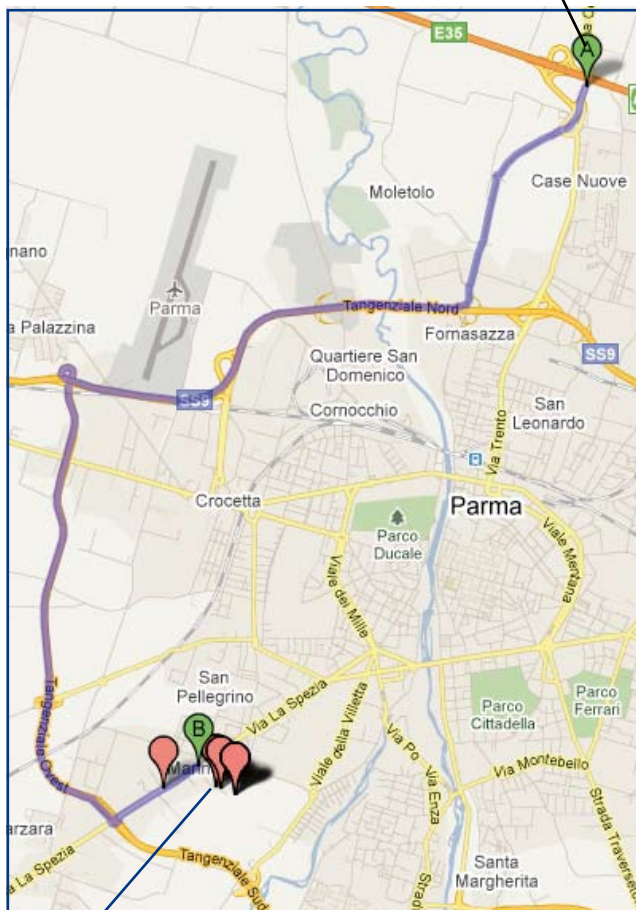 A
E35
Case Nuove
Moletolo
nano
Parma
a Palazzina
Tangenziale Nord
Fornasazza
SS9
Quartiere San
Domenico
SS9
Cornocchio
San
Leonardo
Via Trento
Crocetta
Parma
Parco
Ducale
Viale Mentana
Viale dei Mille
San
Pellegrino
Via La Spezia
Viale della Villetta
Parco
Cittadella
Parco
Ferrari
Tangenziale Ovest
B
Marin
Via Po
Via Enza
Via Montebello
Strada Traverse
arzara
Via La Spezia
Tangenziale Sud
Santa
Margherita
Strad